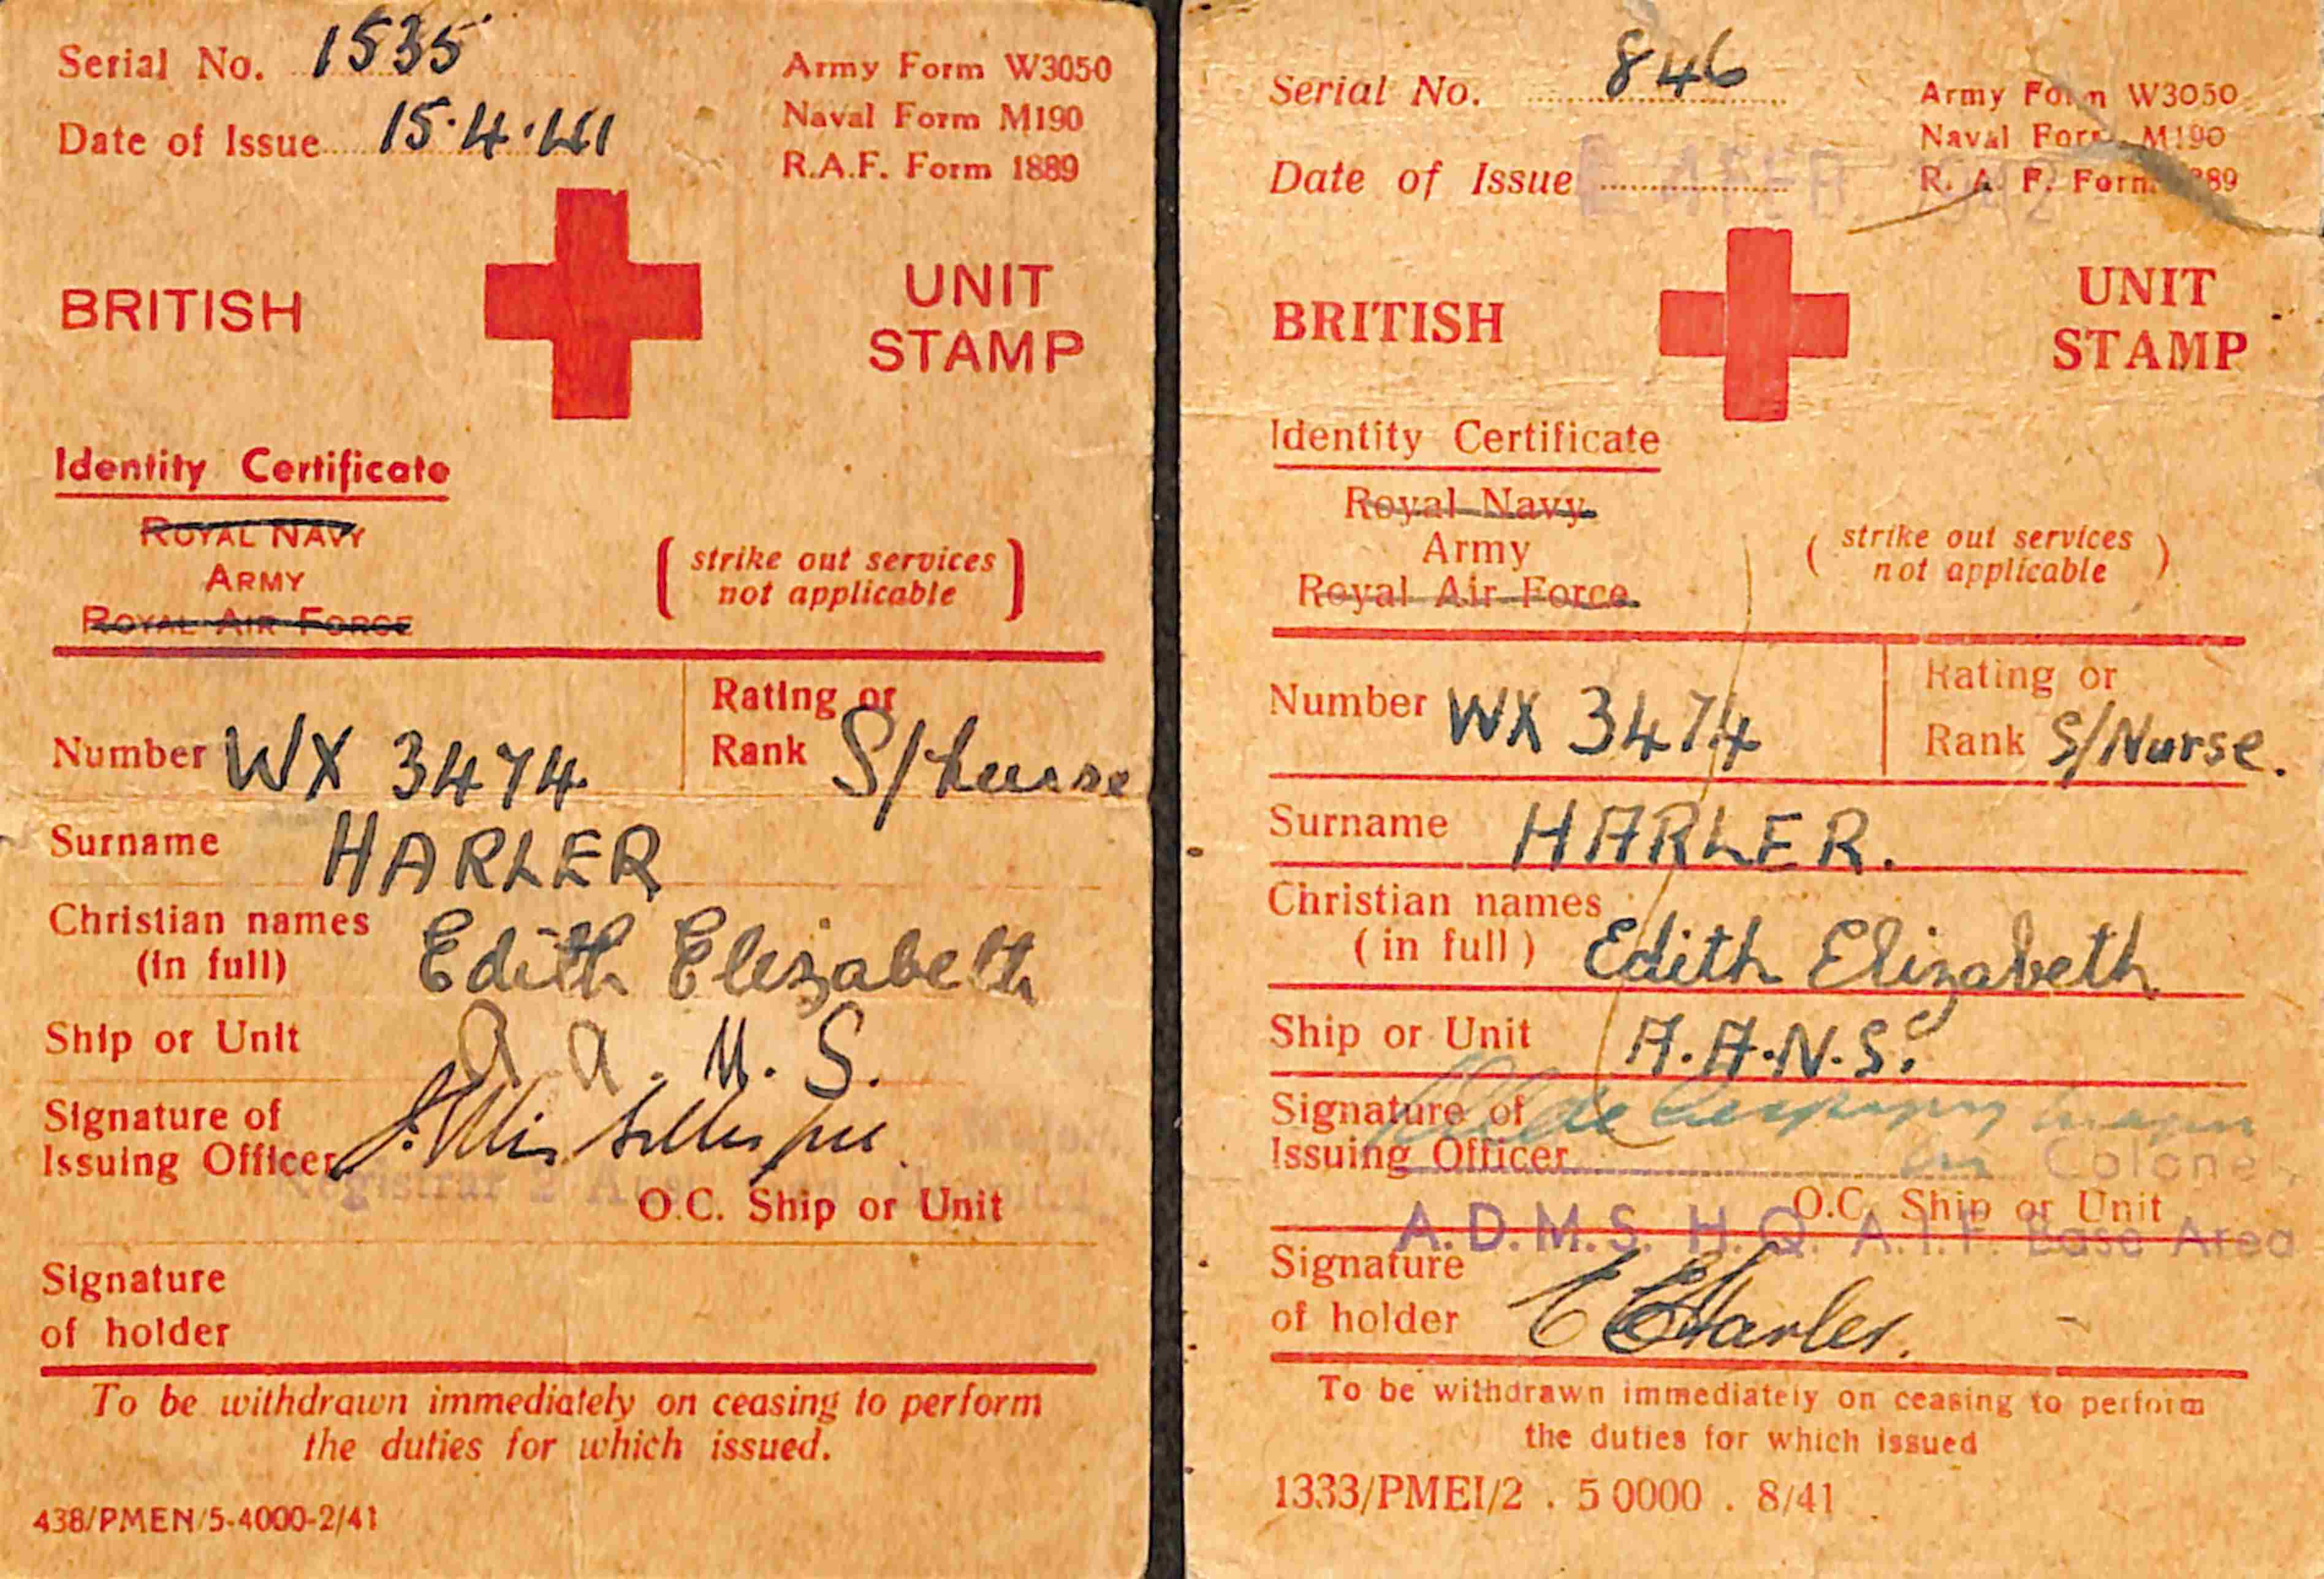 Serial No. 1535
Army Form W3050
Date of Issue 15.4.41
Naval Form M190
R.A.F. Form 1889
BRITISH
UNIT
STAMP
Identity Certificate
ROYAL NAVY
ARMY
ROYAL AIR FORCE
( strike out services
not applicable )
Number WX 3474
Rating or
Rank S/Nurse
Surname HARLER
Christian names
(in full) Edith Elizabeth
Ship or Unit A.A.N.S.
Signature of
Issuing Officer
Registrar 2
O.C. Ship or Unit
Signature
of holder
To be withdrawn immediately on ceasing to perform
the duties for which issued.
438/PMEN/5-4000-2/41
Serial No. 846
Army Form W3050
Naval Form M190
Date of Issue FEB 1942
R. A. F. Form 889
BRITISH
UNIT
STAMP
Identity Certificate
Royal Navy
Army
Royal Air Force
( strike out services
not applicable )
Number WX 3474
Rating or
Rank S/Nurse.
Surname HARLER.
Christian names
(in full) Edith Elizabeth
Ship or Unit A.A.N.S.
Signature of
Issuing Officer
Colonel,
O.C. Ship or Unit
A.D.M.S. H.Q. A.I.F. Base Area
Signature
of holder E E Harler.
To be withdrawn immediately on ceasing to perform
the duties for which issued
1333/PMEI/2 . 50000 . 8/41